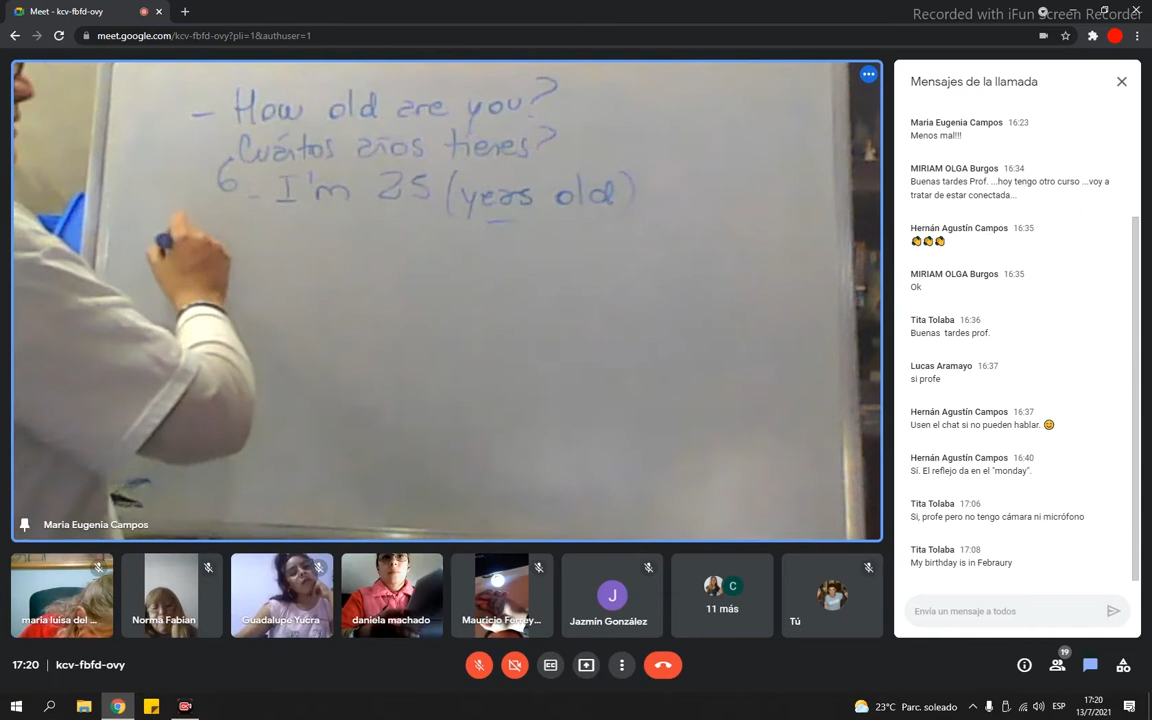 Meet - kcv-fbfd-ovy
Recorded with iFun Screen Recorder
meet.google.com/kcv-fbfd-ovy?pli=1&authuser=1
- How old are you?
¿Cuántos años tienes?
- I'm 25 (years old)
Maria Eugenia Campos
maría luisa del ...
Norma Fabian
Guadalupe Yucra
daniela machado
Mauricio Ferrey...
J
Jazmín González
C
11 más
Tú
17:20 | kcv-fbfd-ovy
19
Mensajes de la llamada
Maria Eugenia Campos 16:23
Menos mal!!!
MIRIAM OLGA Burgos 16:34
Buenas tardes Prof. ...hoy tengo otro curso ...voy a
tratar de estar conectada...
Hernán Agustín Campos 16:35
👏👏👏
MIRIAM OLGA Burgos 16:35
Ok
Tita Tolaba 16:36
Buenas tardes prof.
Lucas Aramayo 16:37
si profe
Hernán Agustín Campos 16:37
Usen el chat si no pueden hablar. 😊
Hernán Agustín Campos 16:40
Sí. El reflejo da en el "monday".
Tita Tolaba 17:06
Si, profe pero no tengo cámara ni micrófono
Tita Tolaba 17:08
My birthday is in Febraury
Envía un mensaje a todos
23°C Parc. soleado
ESP
17:20
13/7/2021